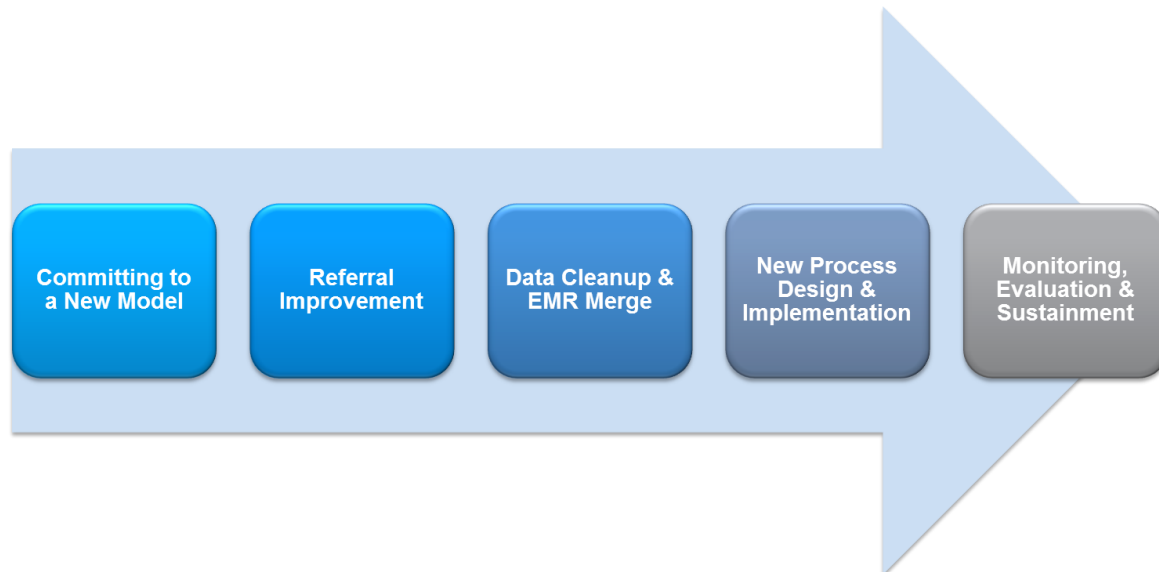 Committing to
a New Model
Referral
Improvement
Data Cleanup &
EMR Merge
New Process
Design &
Implementation
Monitoring,
Evaluation &
Sustainment